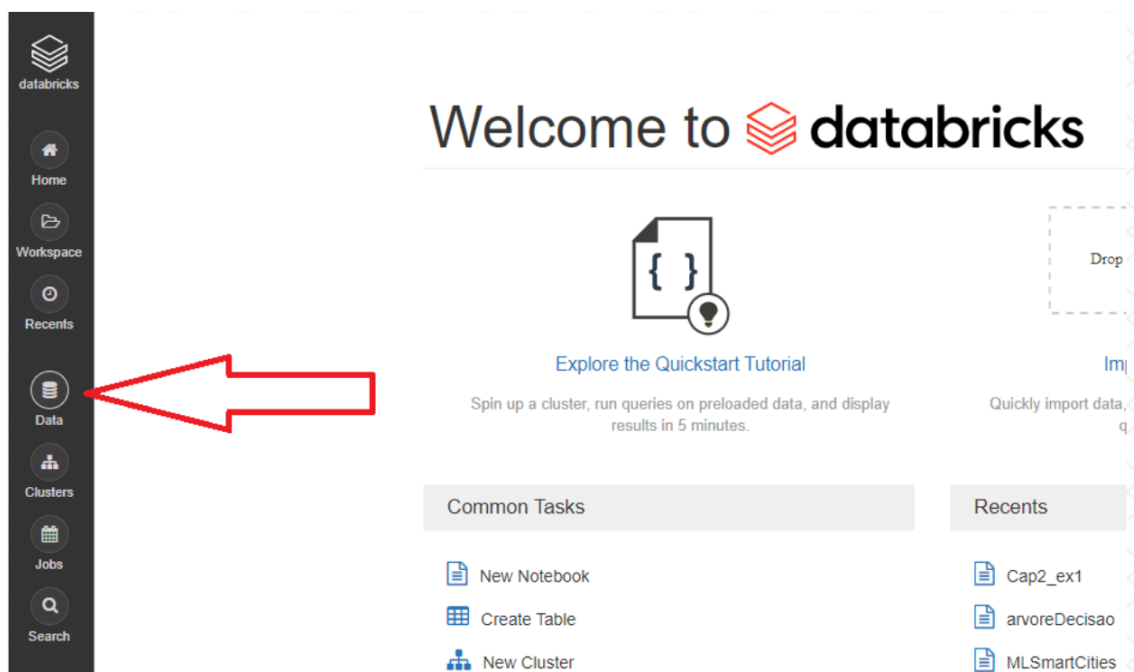 databricks
Home
Workspace
Recents
Data
Clusters
Jobs
Search
Welcome to databricks
{ }
Explore the Quickstart Tutorial
Spin up a cluster, run queries on preloaded data, and display
results in 5 minutes.
Drop
Quickly import data,
Common Tasks
New Notebook
Create Table
New Cluster
Recents
Cap2_ex1
arvoreDecisao
MLSmartCities